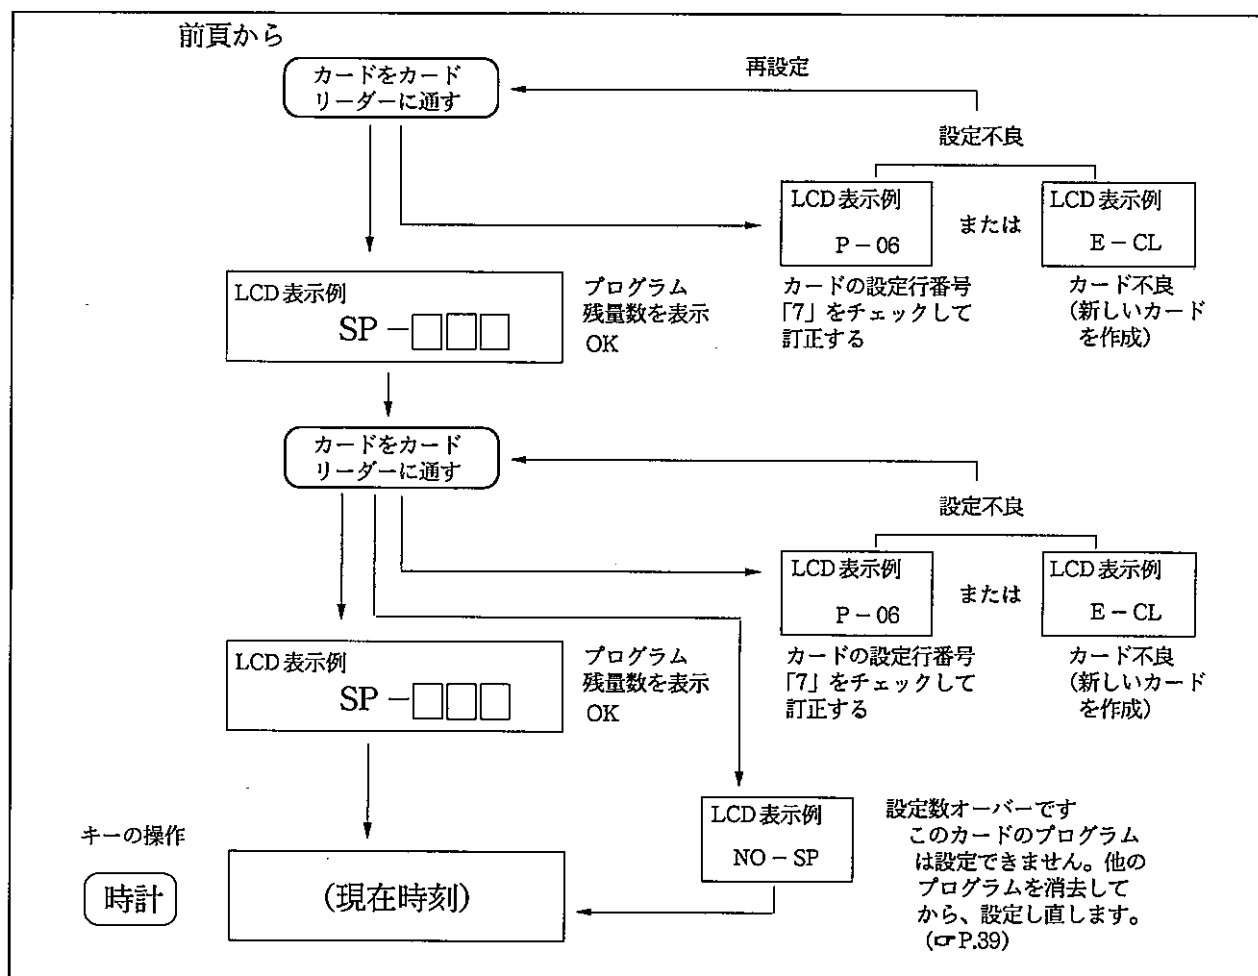 前頁から
カードをカード
リーダーに通す
再設定
設定不良
LCD表示例
P－06
または
LCD表示例
E－CL
カードの設定行番号
「7」をチェックして
訂正する
カード不良
（新しいカード
を作成）
LCD表示例
SP－□□□
プログラム
残量数を表示
OK
カードをカード
リーダーに通す
設定不良
LCD表示例
P－06
または
LCD表示例
E－CL
カードの設定行番号
「7」をチェックして
訂正する
カード不良
（新しいカード
を作成）
LCD表示例
SP－□□□
プログラム
残量数を表示
OK
LCD表示例
NO－SP
設定数オーバーです
このカードのプログラム
は設定できません。他の
プログラムを消去して
から、設定し直します。
（☞P.39）
キーの操作
時計
（現在時刻）